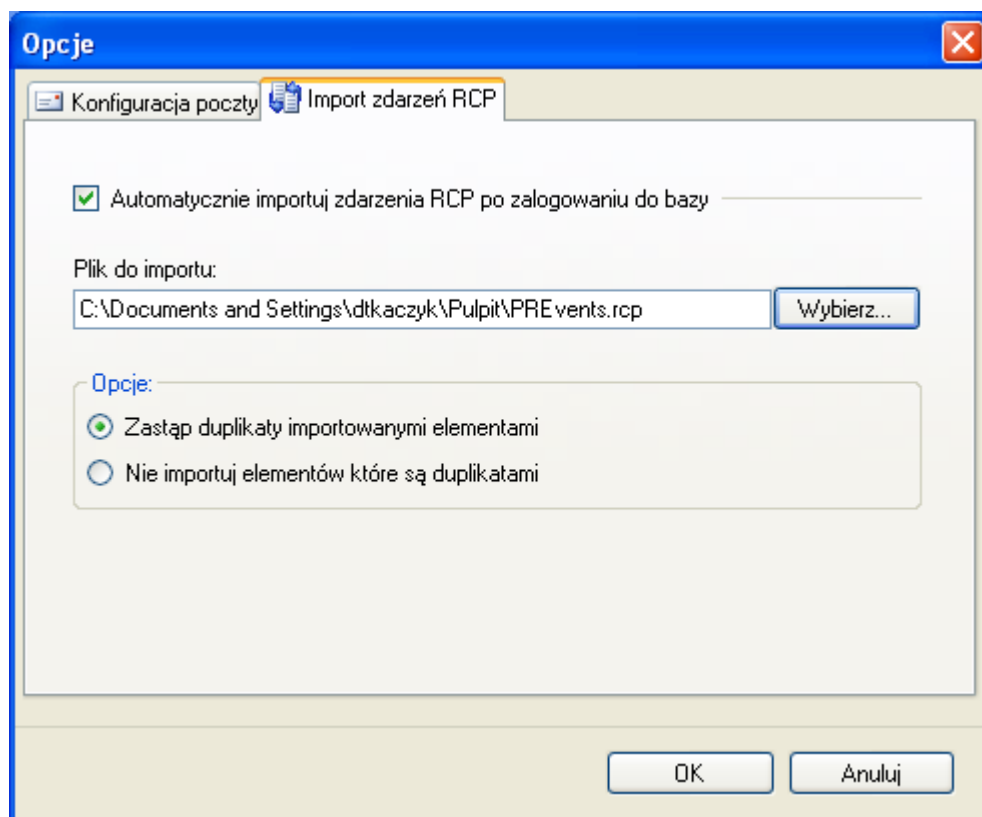 Opcje
Konfiguracja poczty
Import zdarzeń RCP
Automatycznie importuj zdarzenia RCP po zalogowaniu do bazy
Plik do importu:
C:\Documents and Settings\dtkaczyk\Pulpit\PREvents.rcp
Wybierz...
Opcje:
Zastąp duplikaty importowanymi elementami
Nie importuj elementów które są duplikatami
OK
Anuluj